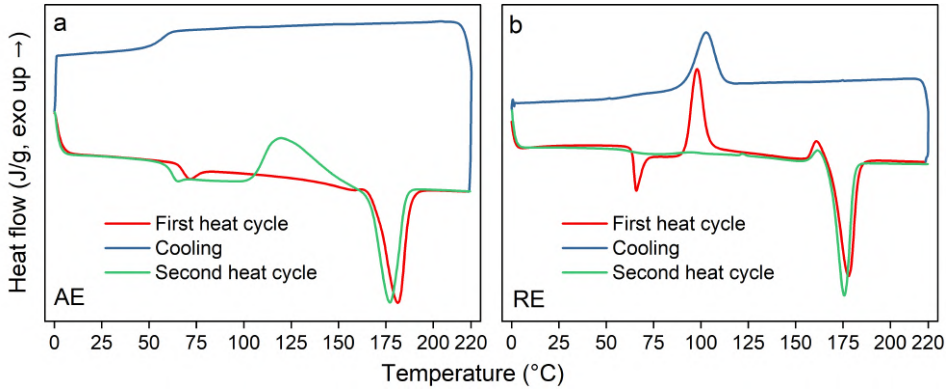 a
b
Heat flow (J/g, exo up →)
First heat cycle
Cooling
Second heat cycle
AE
First heat cycle
Cooling
Second heat cycle
RE
0 25 50 75 100 125 150 175 200 220
0 25 50 75 100 125 150 175 200 220
Temperature (°C)